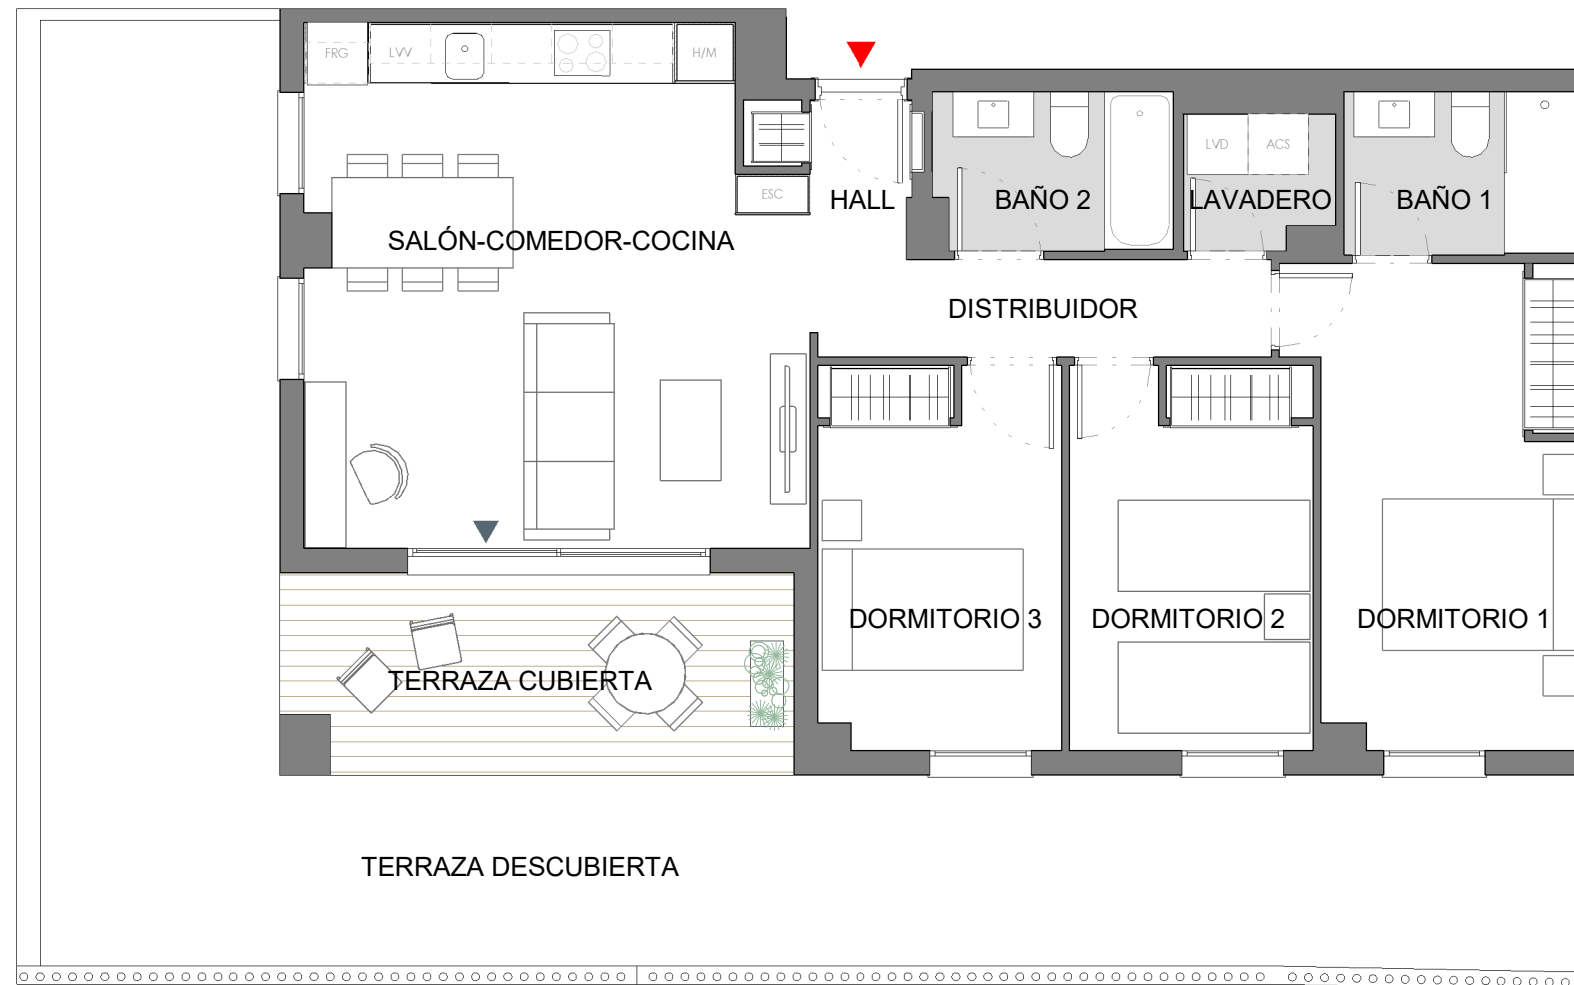 FRG
LVV
H/M
LVD
ACS
ESC
HALL
BAÑO 2
LAVADERO
BAÑO 1
SALÓN-COMEDOR-COCINA
DISTRIBUIDOR
DORMITORIO 3
DORMITORIO 2
DORMITORIO 1
TERRAZA CUBIERTA
TERRAZA DESCUBIERTA